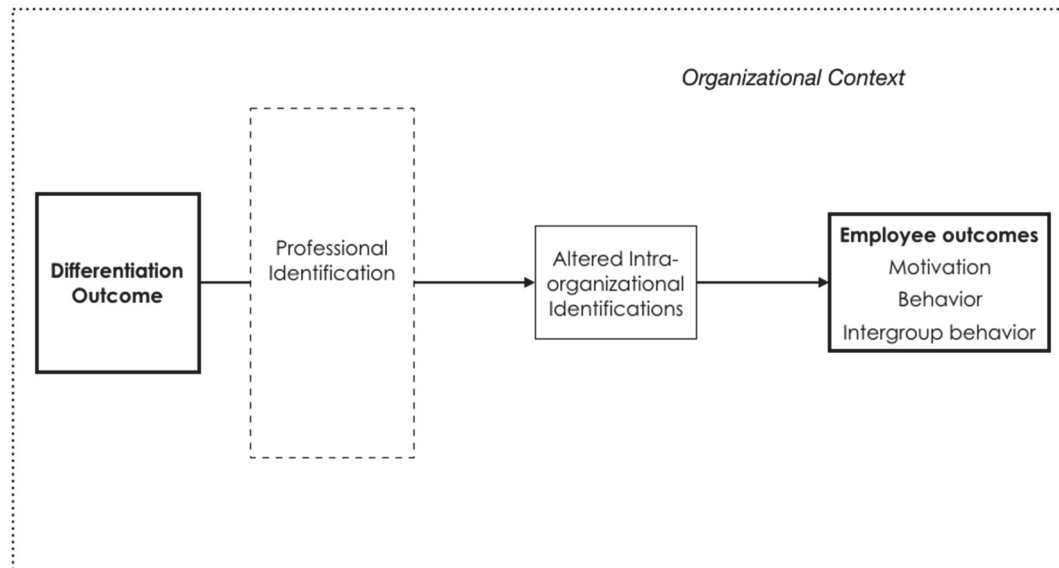 Organizational Context
Differentiation
Outcome
Professional
Identification
Altered Intra-
organizational
Identifications
Employee outcomes
Motivation
Behavior
Intergroup behavior